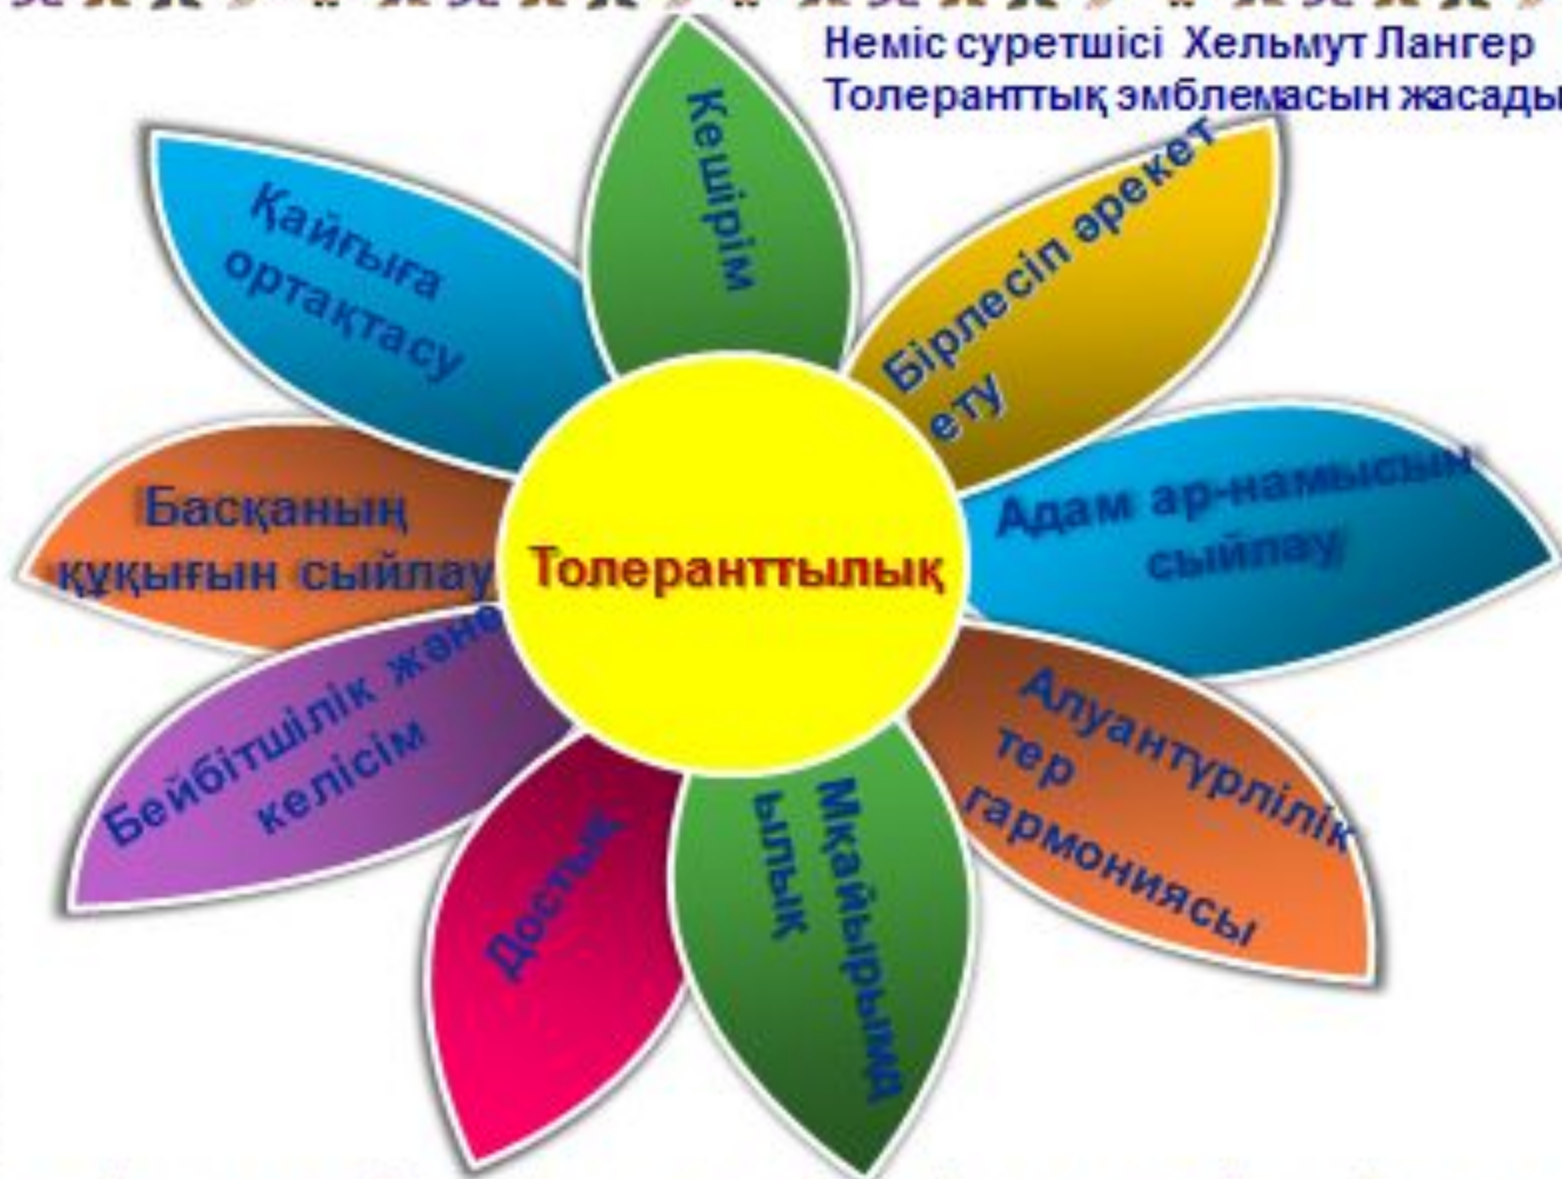 Неміс суретшісі Хельмут Лангер
Толеранттық эмблемасын жасады
Кешірім
Бірлесіп әрекет
ету
Адам ар-намысын
сыйлау
Алуантүрлілік
тер
гармониясы
Мқайырымд
ылық
Достық
Бейбітшілік және
келісім
Басқаның
құқығын сыйлау
Қайғыға
ортақтасу
Толеранттылық